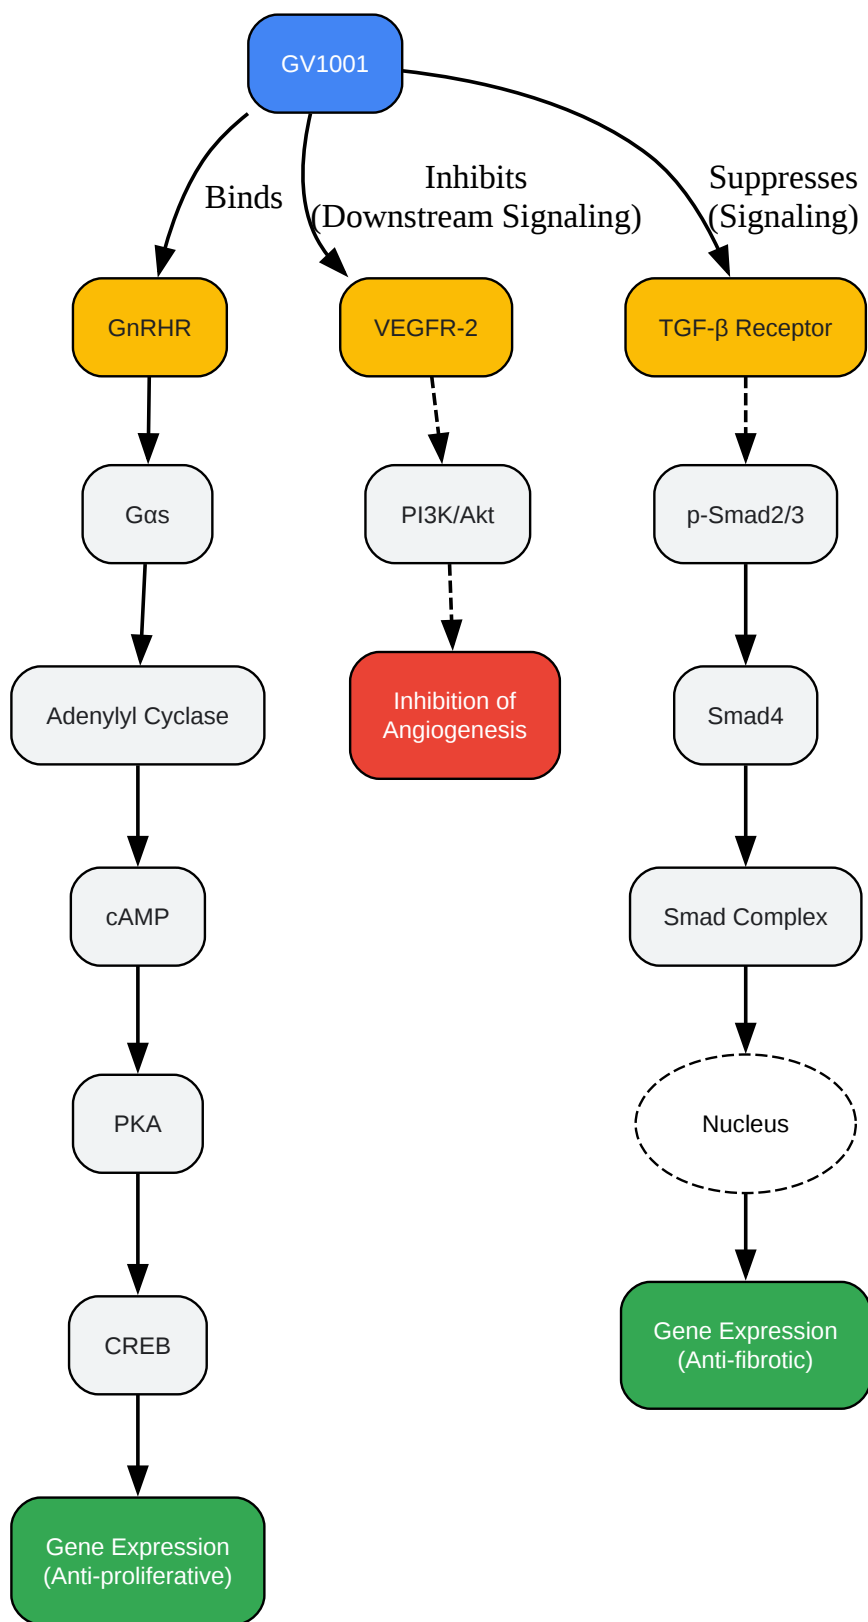 GV1001
Binds
Inhibits
(Downstream Signaling)
Suppresses
(Signaling)
GnRHR
VEGFR-2
TGF-β Receptor
Gαs
PI3K/Akt
p-Smad2/3
Adenylyl Cyclase
Inhibition of
Angiogenesis
Smad4
cAMP
Smad Complex
PKA
Nucleus
CREB
Gene Expression
(Anti-fibrotic)
Gene Expression
(Anti-proliferative)